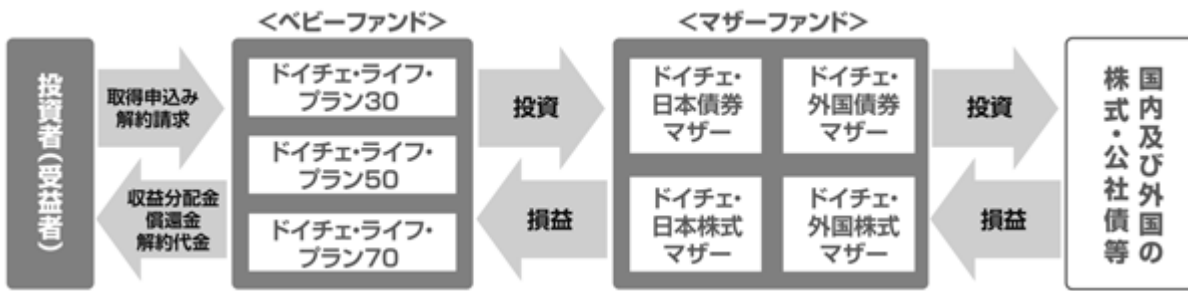 投資者(受益者)
取得申込み
解約請求
収益分配金
償還金
解約代金
<ベビーファンド>
ドイチェ・ライフ・
プラン30
ドイチェ・ライフ・
プラン50
ドイチェ・ライフ・
プラン70
投資
損益
<マザーファンド>
ドイチェ・
日本債券
マザー
ドイチェ・
外国債券
マザー
ドイチェ・
日本株式
マザー
ドイチェ・
外国株式
マザー
投資
損益
国内及び外国の
株式・公社債等